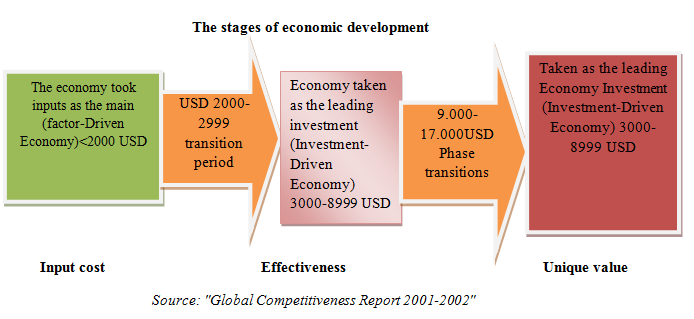 The stages of economic development
The economy took
inputs as the main
(factor-Driven
Economy)<2000 USD
USD 2000-
2999
transition
period
Economy taken
as the leading
investment
(Investment-
Driven
Economy)
3000-8999 USD
9.000-
17.000USD
Phase
transitions
Taken as the leading
Economy Investment
(Investment-Driven
Economy) 3000-
8999 USD
Input cost
Effectiveness
Unique value
Source: "Global Competitiveness Report 2001-2002"